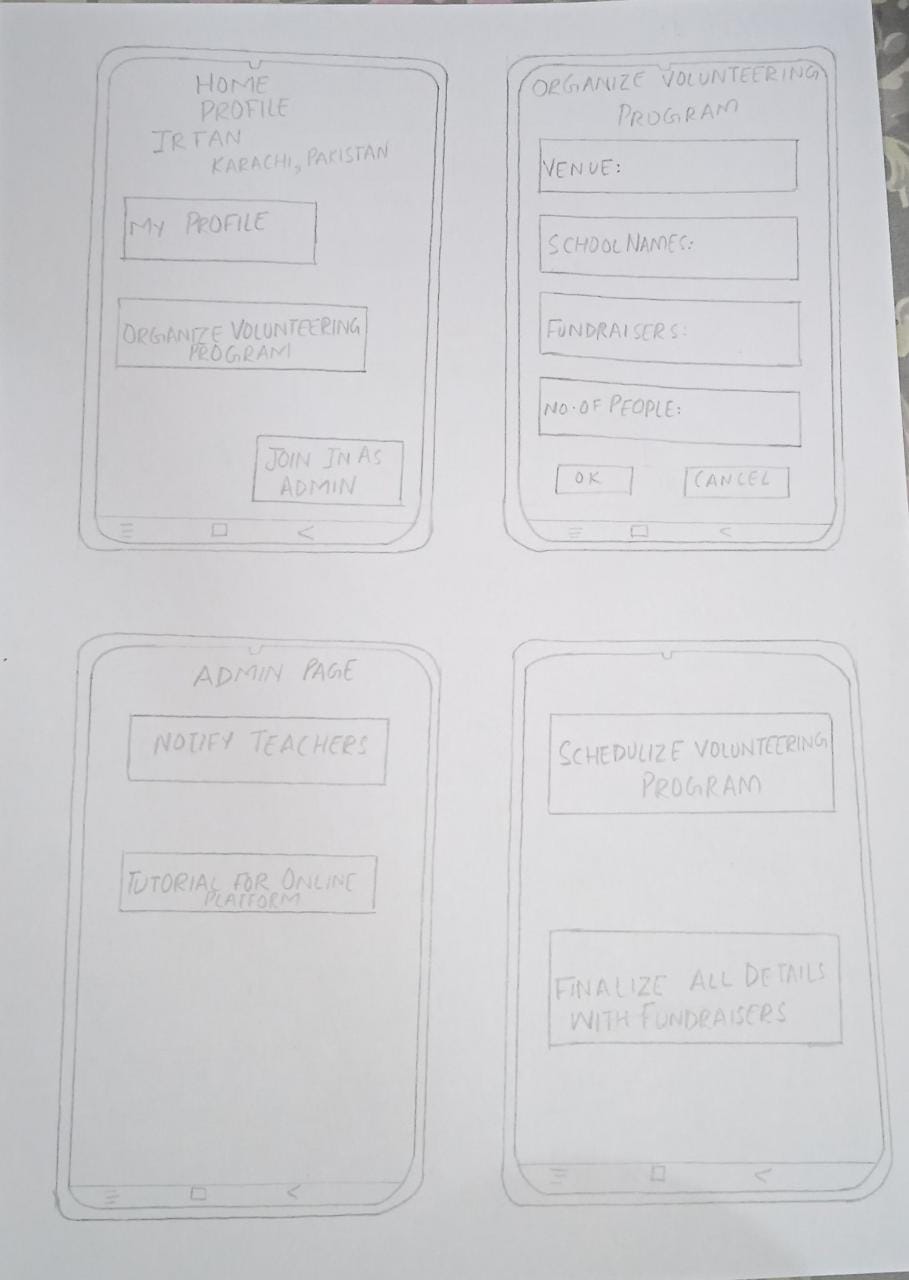 HOME
PROFILE
IRTAN
KARACHI, PAKISTAN
MY PROFILE
ORGANIZE VOLUNTEERING
PROGRAM
JOIN IN AS
ADMIN
ORGANIZE VOLUNTEERING
PROGRAM
VENUE:
SCHOOL NAMES:
FUNDRAISERS:
NO. OF PEOPLE:
OK
CANCEL
ADMIN PAGE
NOTIFY TEACHERS
TUTORIAL FOR ONLINE
PLATFORM
SCHEDULIZE VOLUNTEERING
PROGRAM
FINALIZE ALL DETAILS
WITH FUNDRAISERS